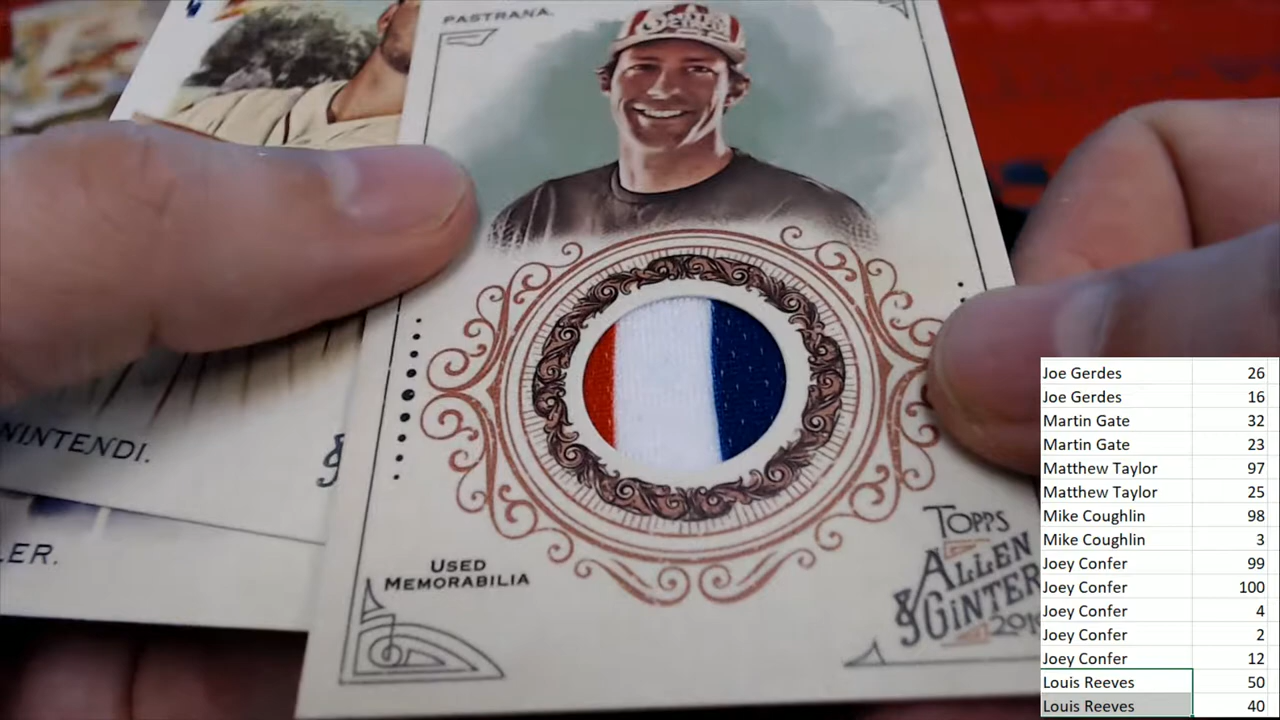 PASTRANA.
NINTENDI.
LER.
USED
MEMORABILIA
TOPPS
ALLEN
& GINTER
Joe Gerdes 26
Joe Gerdes 16
Martin Gate 32
Martin Gate 23
Matthew Taylor 97
Matthew Taylor 25
Mike Coughlin 98
Mike Coughlin 3
Joey Confer 99
Joey Confer 100
Joey Confer 4
Joey Confer 2
Joey Confer 12
Louis Reeves 50
Louis Reeves 40